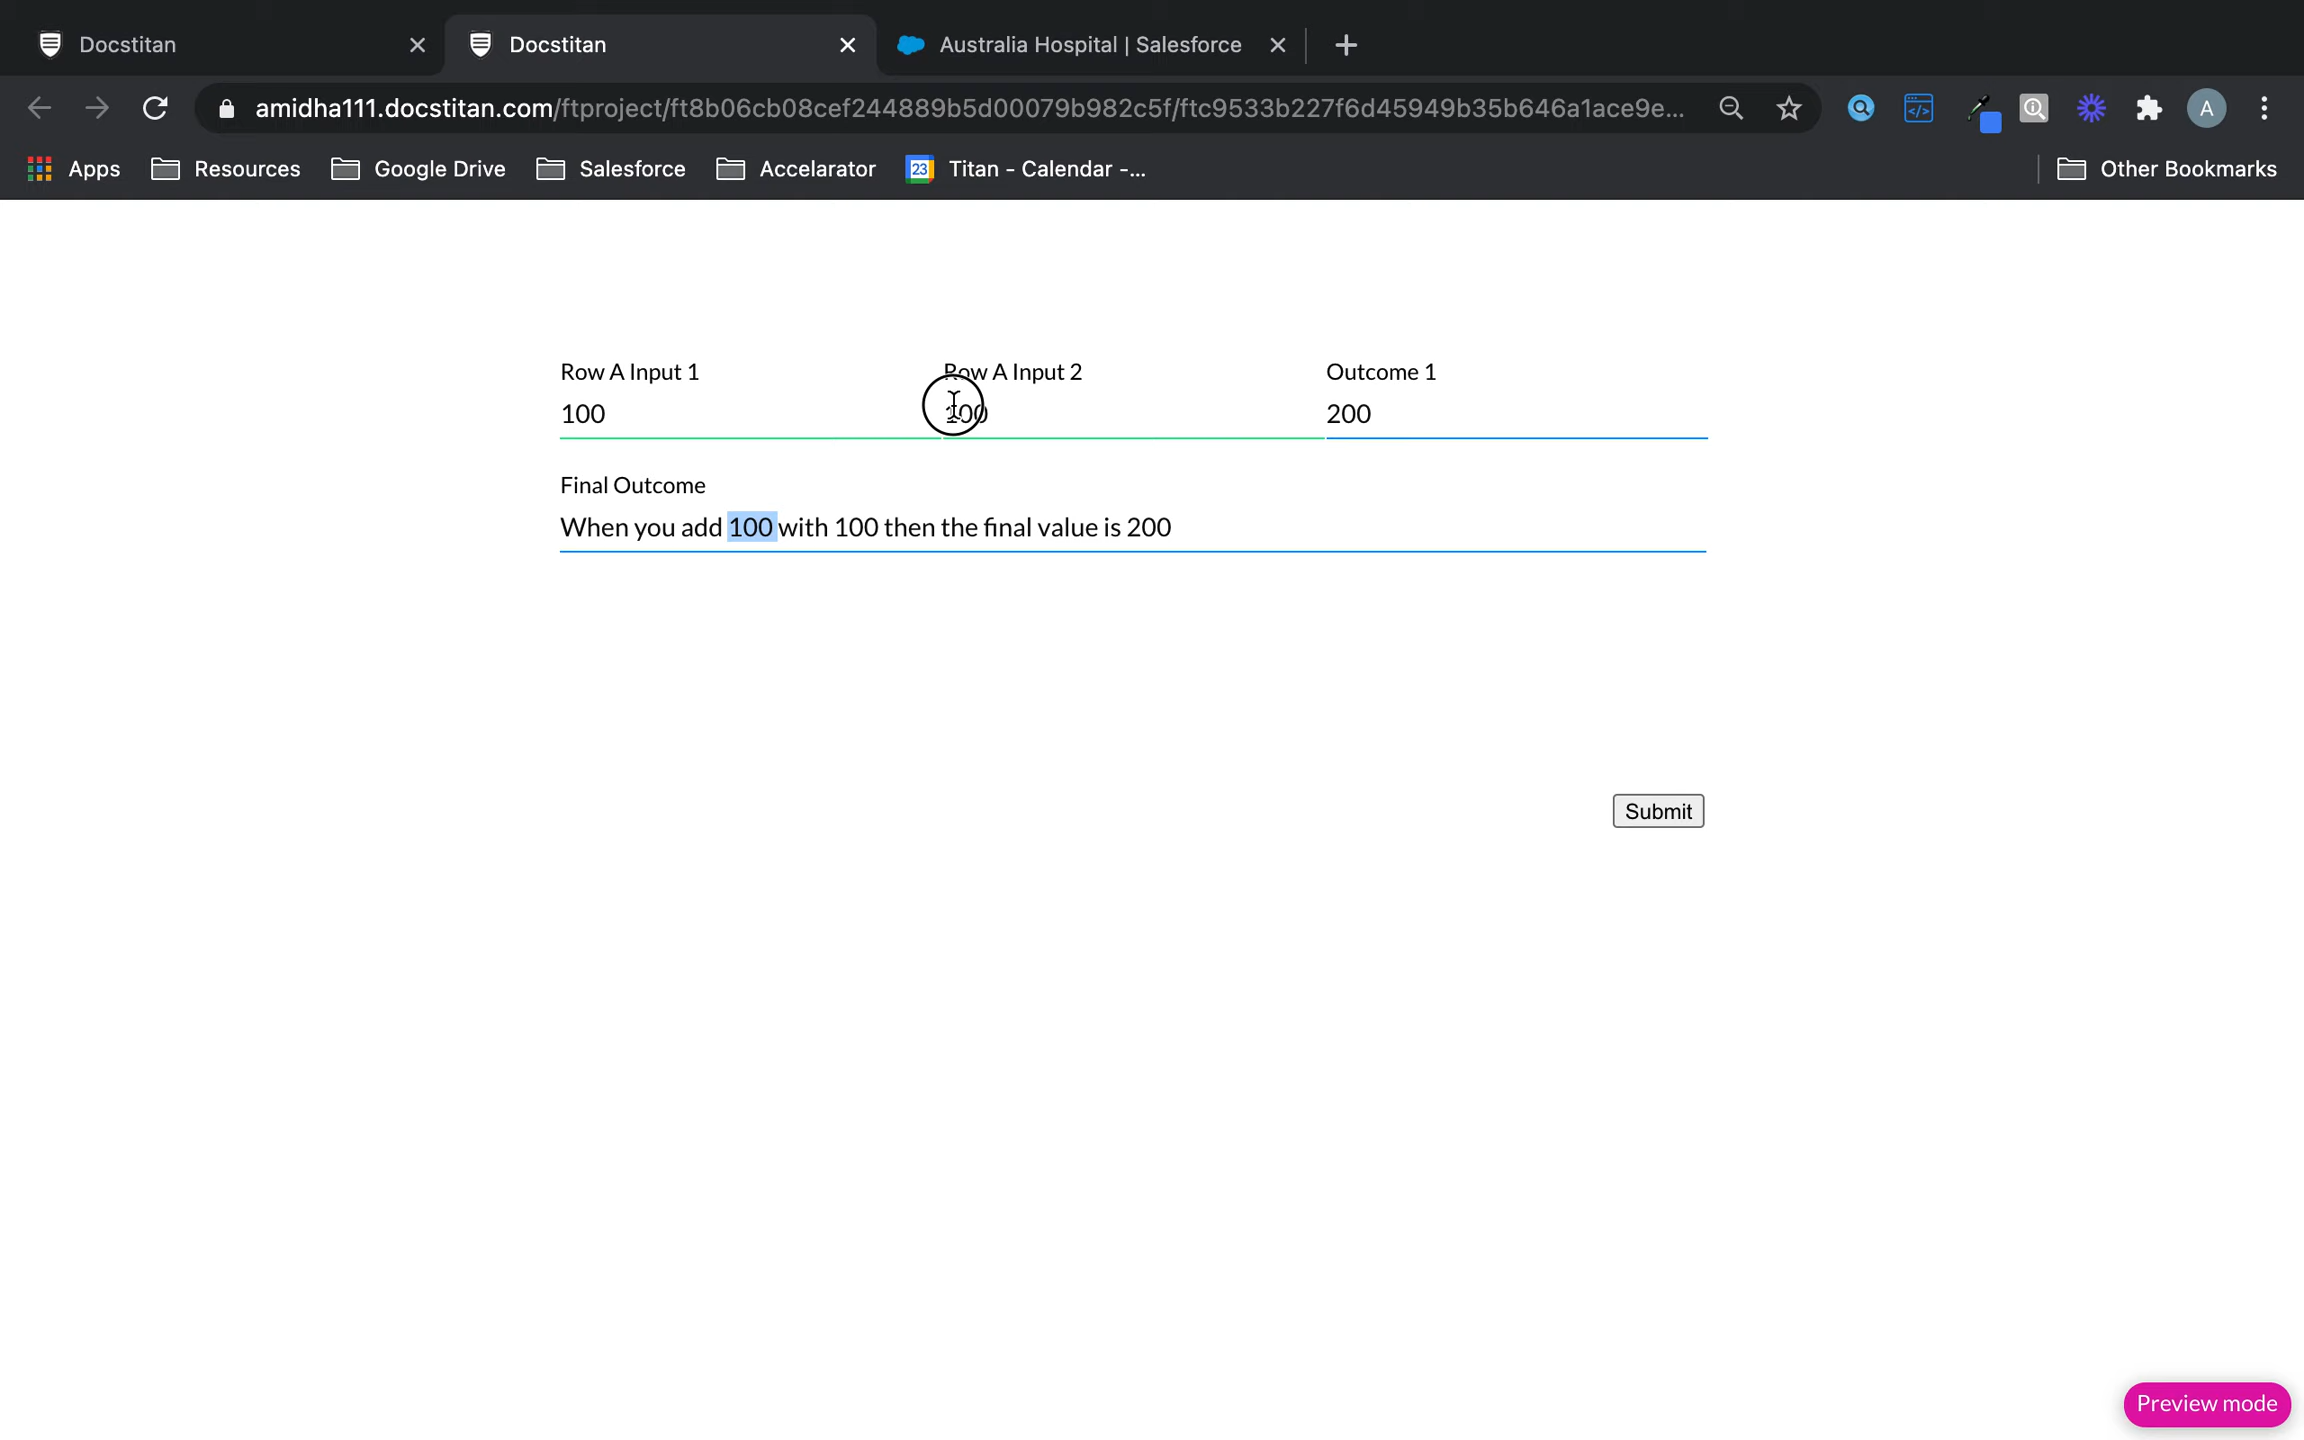 Docstitan
Docstitan
Australia Hospital | Salesforce
amidha111.docstitan.com/ftproject/ft8b06cb08cef244889b5d00079b982c5f/ftc9533b227f6d45949b35b646a1ace9e...
A
Apps
Resources
Google Drive
Salesforce
Accelarator
23
Titan - Calendar -...
Other Bookmarks
Row A Input 1
Row A Input 2
Outcome 1
100
100
200
Final Outcome
When you add 100 with 100 then the final value is 200
Submit
Preview mode